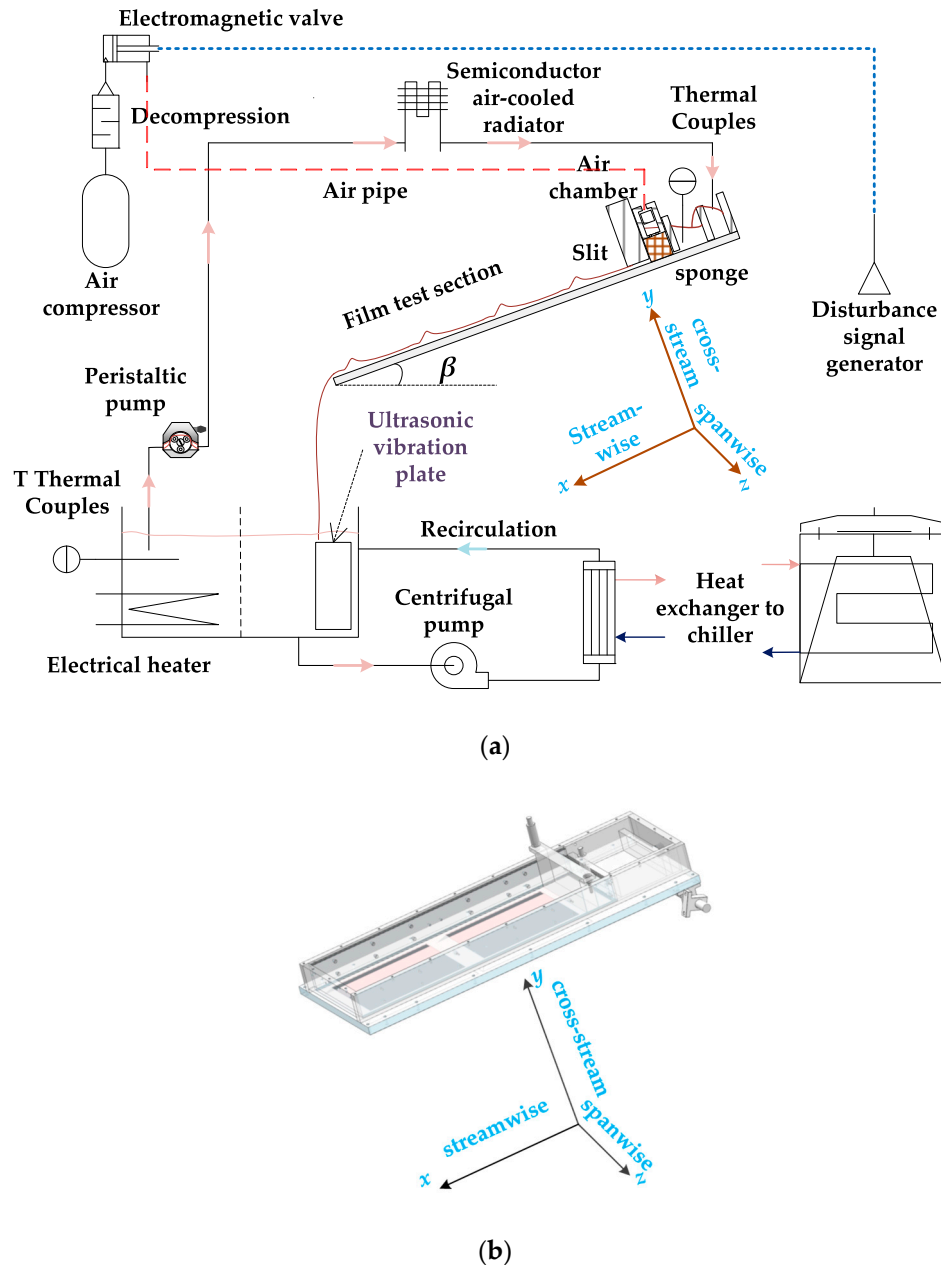 Electromagnetic valve
Decompression
Semiconductor
air-cooled
radiator
Thermal
Couples
Air
chamber
Air pipe
Slit
sponge
Air
compressor
Film test section
Disturbance
signal
generator
y
cross-
stream
Stream-
wise
spanwise
x
z
β
Peristaltic
pump
Ultrasonic
vibration
plate
T Thermal
Couples
Recirculation
Centrifugal
pump
Heat
exchanger to
chiller
Electrical heater
(a)
y
cross-stream
streamwise
spanwise
x
z
(b)